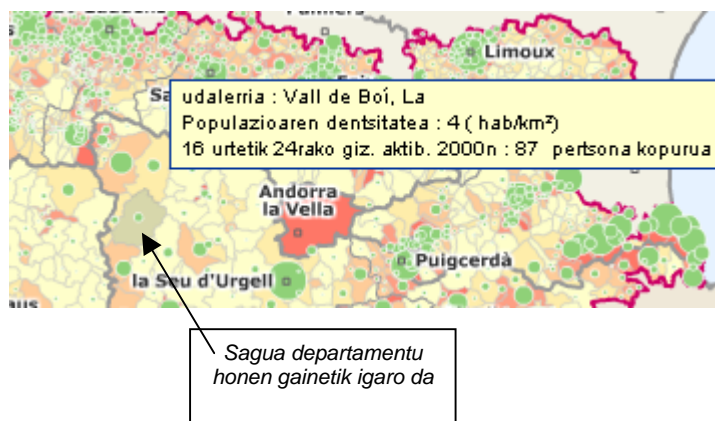 Limoux
udalerria : Vall de Boí, La
Populazioaren dentsitatea : 4 ( hab/km²)
16 urtetik 24rako giz. aktib. 2000n : 87 pertsona kopurua
Andorra
la Vella
Puigcerdà
la Seu d'Urgell
Sagua departamentu
honen gainetik igaro da